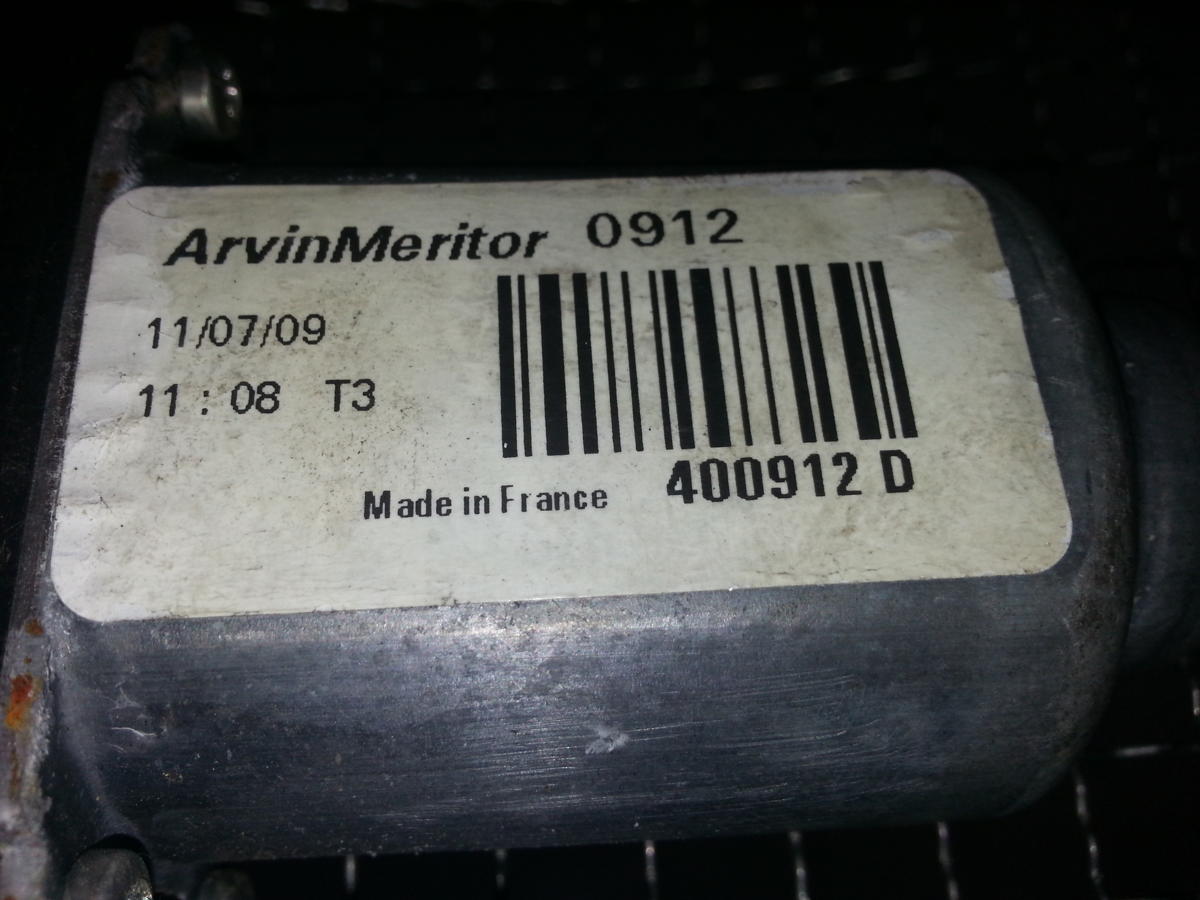 ArvinMeritor 0912
11/07/09
11 : 08 T3
400912 D
Made in France